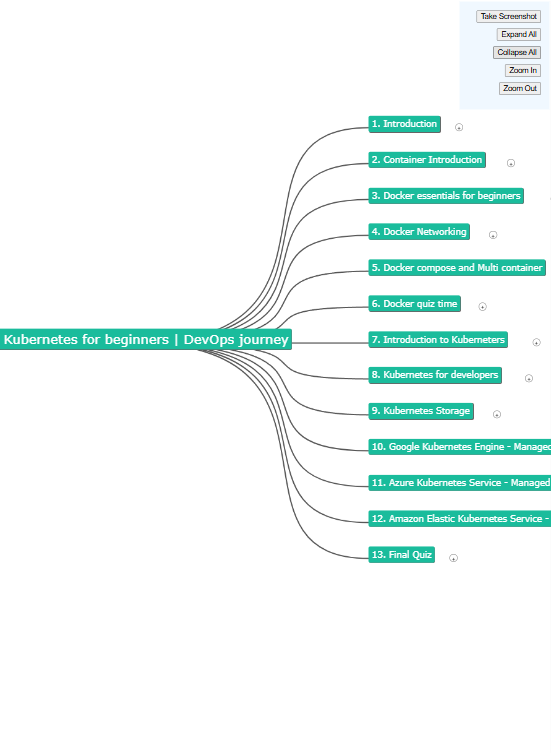 Take Screenshot
Expand All
Collapse All
Zoom In
Zoom Out
1. Introduction
2. Container Introduction
3. Docker essentials for beginners
4. Docker Networking
5. Docker compose and Multi container
6. Docker quiz time
Kubernetes for beginners | DevOps journey
7. Introduction to Kuberneters
8. Kubernetes for developers
9. Kubernetes Storage
10. Google Kubernetes Engine - Managed
11. Azure Kubernetes Service - Managed
12. Amazon Elastic Kubernetes Service -
13. Final Quiz